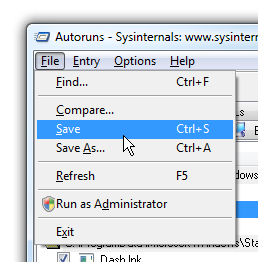 Autoruns - Sysinternals: www.sysinter
File Entry Options Help
Find... Ctrl+F
Compare...
Save Ctrl+S
Save As... Ctrl+A
Refresh F5
Run as Administrator
Exit
Dash Ink